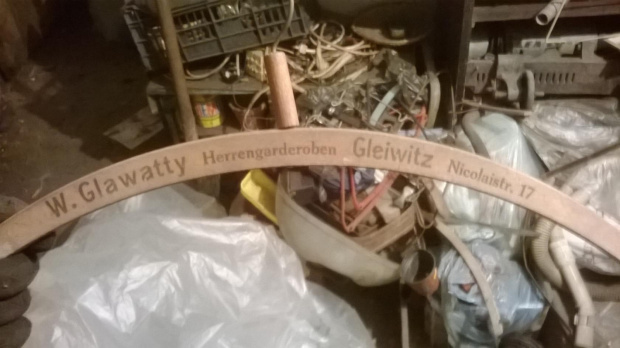 W. Glawatty Herrengarderoben Gleiwitz Nicolaistr. 17